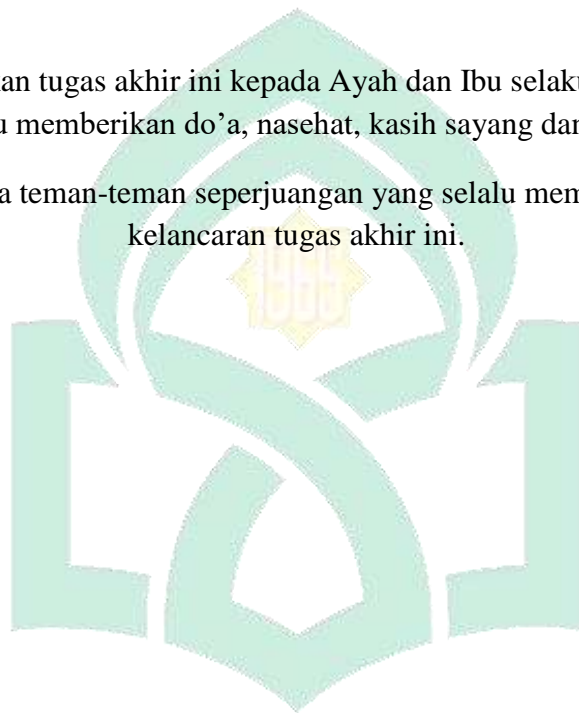 an tugas akhir ini kepada Ayah dan Ibu selaku
u memberikan do’a, nasehat, kasih sayang dan
a teman-teman seperjuangan yang selalu mem
kelancaran tugas akhir ini.
1965